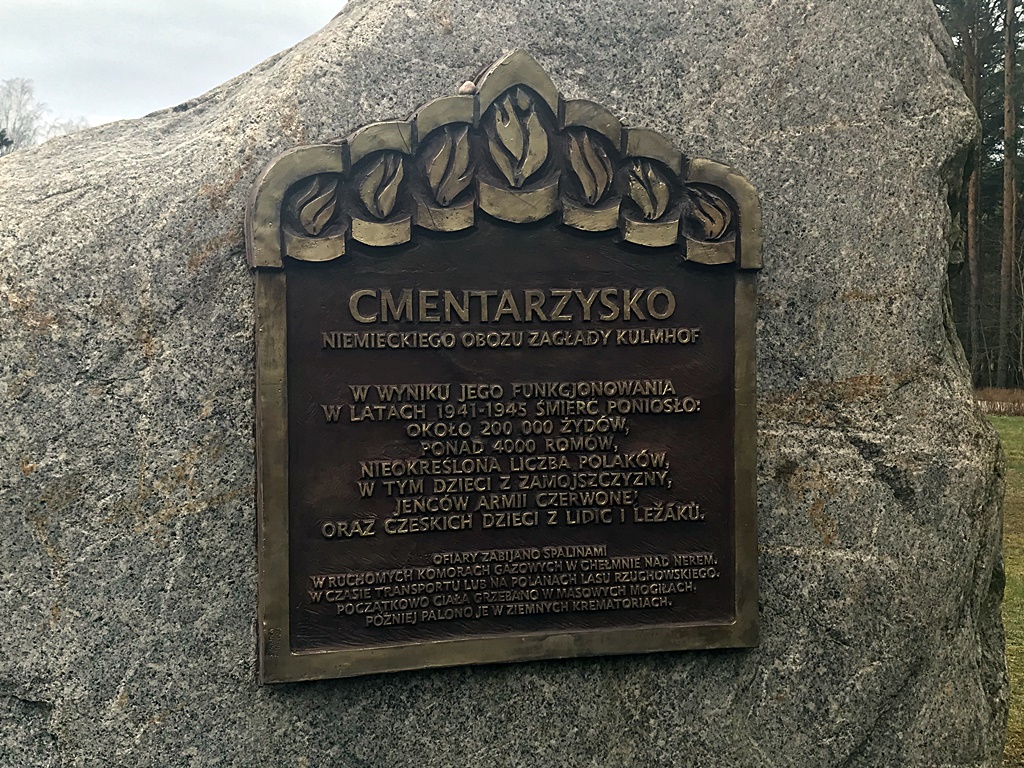 CMENTARZYSKO
NIEMIECKIEGO OBOZU ZAGŁADY KULMHOF
W WYNIKU JEGO FUNKCJONOWANIA
W LATACH 1941-1945 ŚMIERĆ PONIOSŁO:
OKOŁO 200 000 ŻYDÓW,
PONAD 4000 ROMÓW,
NIEOKREŚLONA LICZBA POLAKÓW,
W TYM DZIECI Z ZAMOJSZCZYZNY,
JEŃCÓW ARMII CZERWONEJ
ORAZ CZESKICH DZIECI Z LIDIC I LEŽAKU.
OFIARY ZABIJANO SPALINAMI
W RUCHOMYCH KOMORACH GAZOWYCH W CHEŁMNIE NAD NEREM,
W CZASIE TRANSPORTU LUB NA POLANACH LASU RZUCHOWSKIEGO.
POCZĄTKOWO CIAŁA GRZEBANO W MASOWYCH MOGIŁACH,
PÓŹNIEJ PALONO JE W ZIEMNYCH KREMATORIACH.